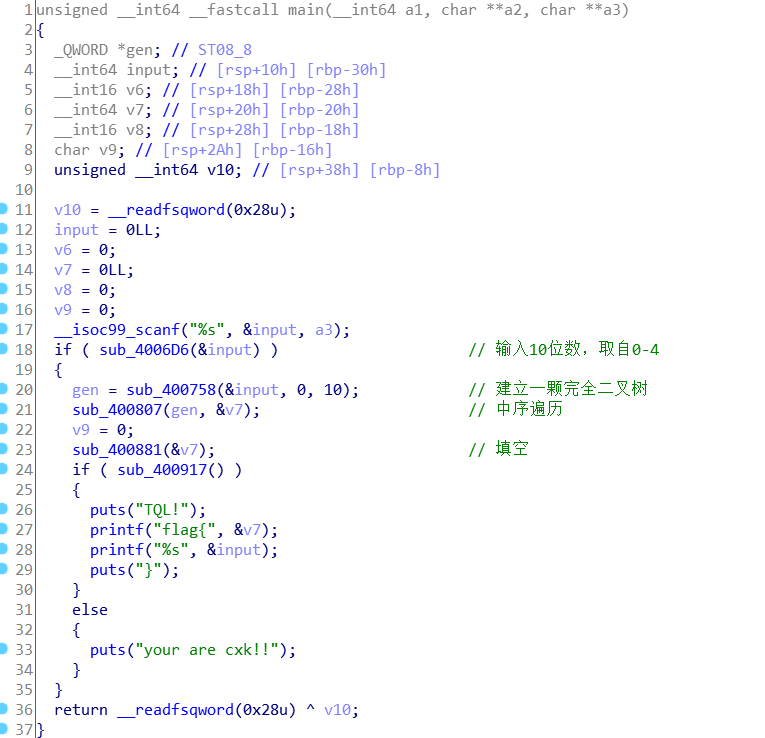 1 unsigned __int64 __fastcall main(__int64 a1, char **a2, char **a3)
2 {
3 _QWORD *gen; // ST08_8
4 __int64 input; // [rsp+10h] [rbp-30h]
5 __int16 v6; // [rsp+18h] [rbp-28h]
6 __int64 v7; // [rsp+20h] [rbp-20h]
7 __int16 v8; // [rsp+28h] [rbp-18h]
8 char v9; // [rsp+2Ah] [rbp-16h]
9 unsigned __int64 v10; // [rsp+38h] [rbp-8h]
10
11 v10 = __readfsqword(0x28u);
12 input = 0LL;
13 v6 = 0;
14 v7 = 0LL;
15 v8 = 0;
16 v9 = 0;
17 __isoc99_scanf("%s", &input, a3);
18 if ( sub_4006D6(&input) ) // 输入10位数，取自0-4
19 {
20 gen = sub_400758(&input, 0, 10); // 建立一颗完全二叉树
21 sub_400807(gen, &v7); // 中序遍历
22 v9 = 0;
23 sub_400881(&v7); // 填空
24 if ( sub_400917() )
25 {
26 puts("TQL!");
27 printf("flag{", &v7);
28 printf("%s", &input);
29 puts("}");
30 }
31 else
32 {
33 puts("your are cxk!!");
34 }
35 }
36 return __readfsqword(0x28u) ^ v10;
37 }